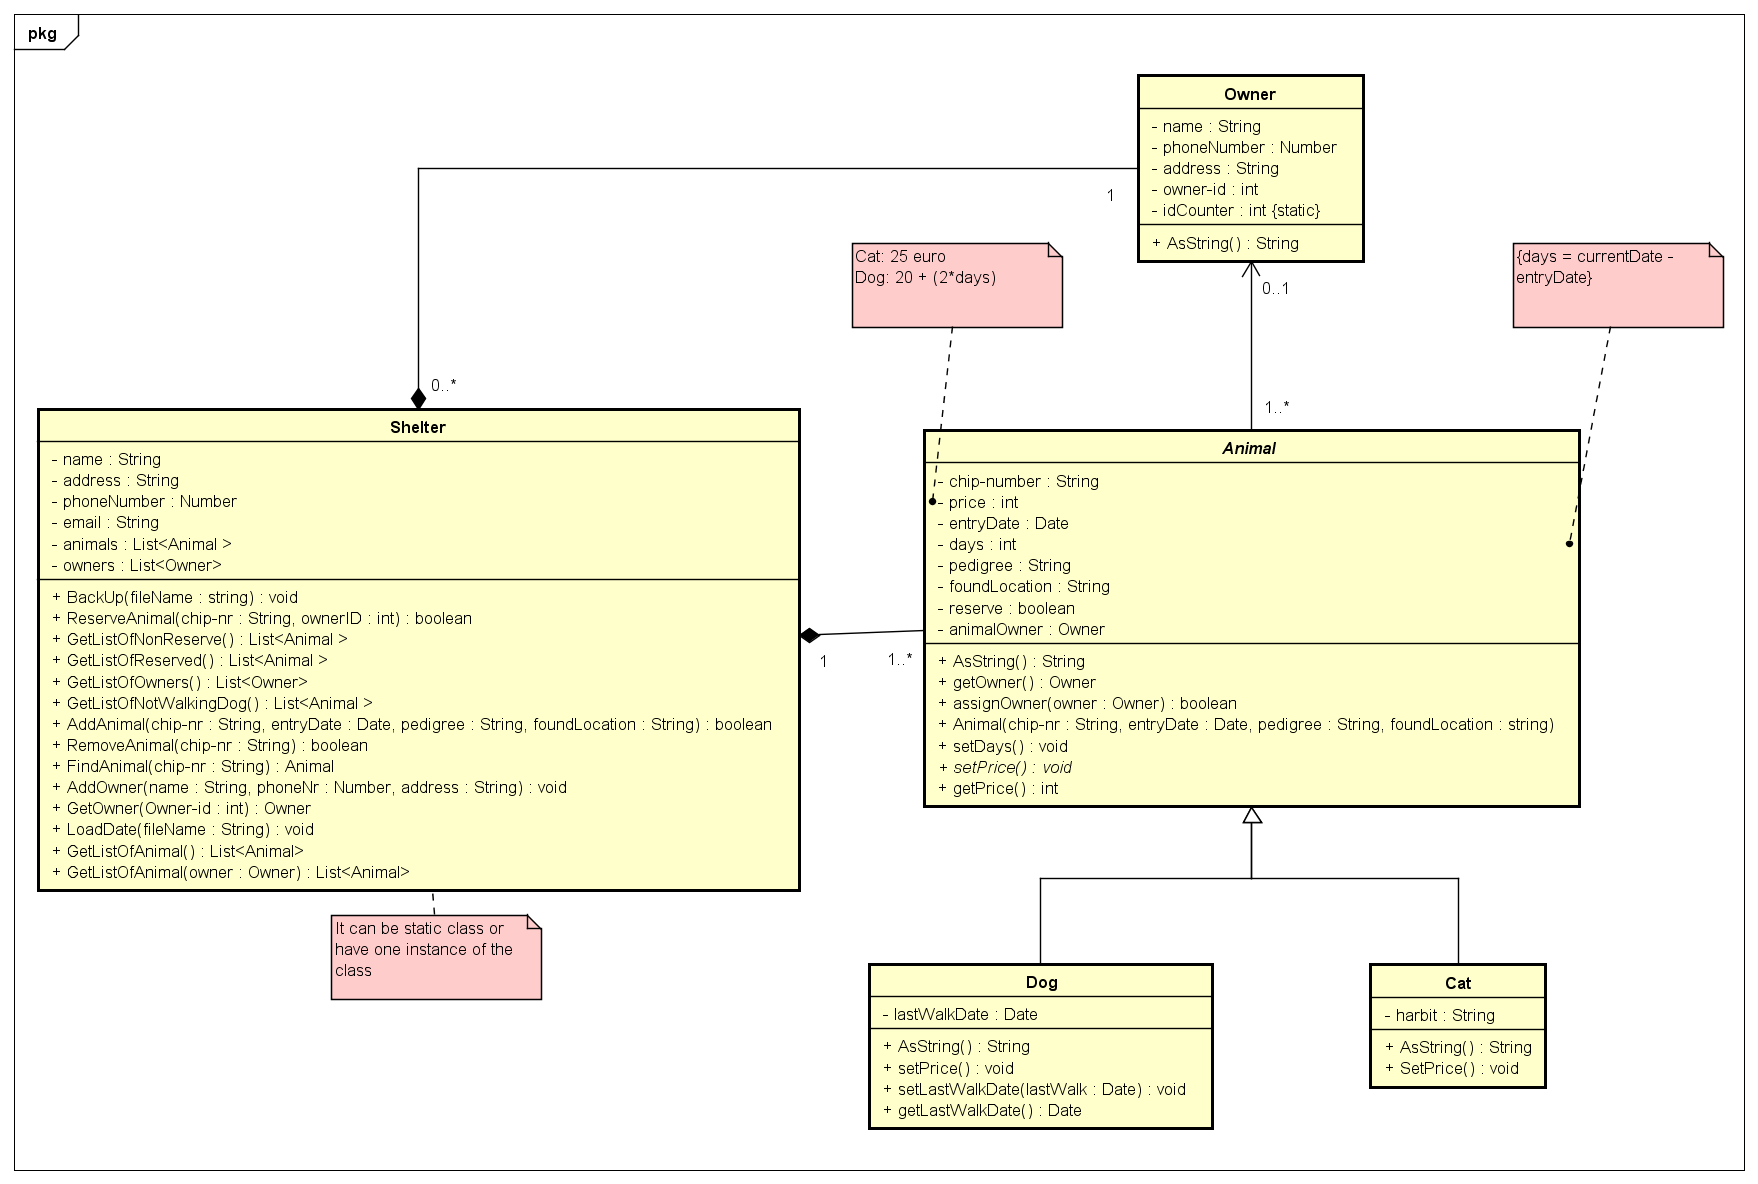 pkg
Owner
- name : String
- phoneNumber : Number
- address : String
- owner-id : int
- idCounter : int {static}
+ AsString() : String
1
0..1
Cat: 25 euro
Dog: 20 + (2*days)
{days = currentDate -
entryDate}
0..*
1..*
Shelter
- name : String
- address : String
- phoneNumber : Number
- email : String
- animals : List<Animal >
- owners : List<Owner>
+ BackUp(fileName : string) : void
+ ReserveAnimal(chip-nr : String, ownerID : int) : boolean
+ GetListOfNonReserve() : List<Animal >
+ GetListOfReserved() : List<Animal >
+ GetListOfOwners() : List<Owner>
+ GetListOfNotWalkingDog() : List<Animal >
+ AddAnimal(chip-nr : String, entryDate : Date, pedigree : String, foundLocation : String) : boolean
+ RemoveAnimal(chip-nr : String) : boolean
+ FindAnimal(chip-nr : String) : Animal
+ AddOwner(name : String, phoneNr : Number, address : String) : void
+ GetOwner(Owner-id : int) : Owner
+ LoadDate(fileName : String) : void
+ GetListOfAnimal() : List<Animal>
+ GetListOfAnimal(owner : Owner) : List<Animal>
1
1..*
Animal
- chip-number : String
- price : int
- entryDate : Date
- days : int
- pedigree : String
- foundLocation : String
- reserve : boolean
- animalOwner : Owner
+ AsString() : String
+ getOwner() : Owner
+ assignOwner(owner : Owner) : boolean
+ Animal(chip-nr : String, entryDate : Date, pedigree : String, foundLocation : string)
+ setDays() : void
+ setPrice() : void
+ getPrice() : int
It can be static class or
have one instance of the
class
Dog
- lastWalkDate : Date
+ AsString() : String
+ setPrice() : void
+ setLastWalkDate(lastWalk : Date) : void
+ getLastWalkDate() : Date
Cat
- harbit : String
+ AsString() : String
+ SetPrice() : void